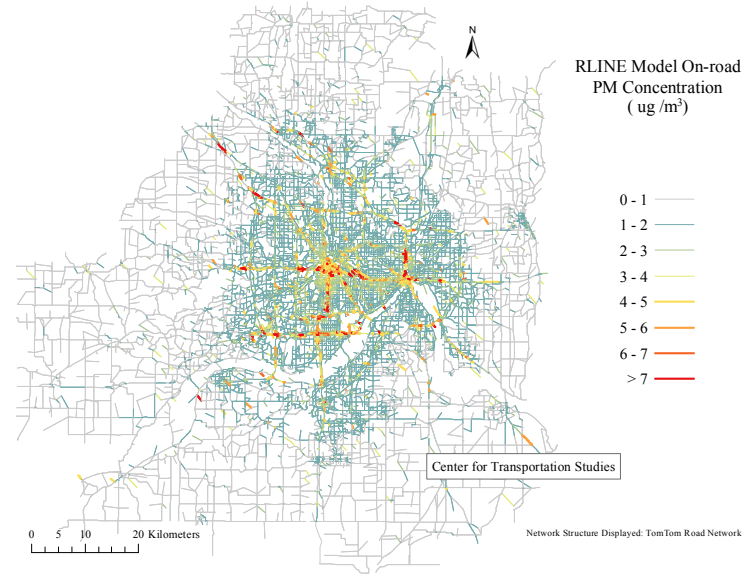 N
RLINE Model On-road
PM Concentration
( ug /m³)
0 - 1
1 - 2
2 - 3
3 - 4
4 - 5
5 - 6
6 - 7
> 7
Center for Transportation Studies
0 5 10 20 Kilometers
Network Structure Displayed: TomTom Road Network